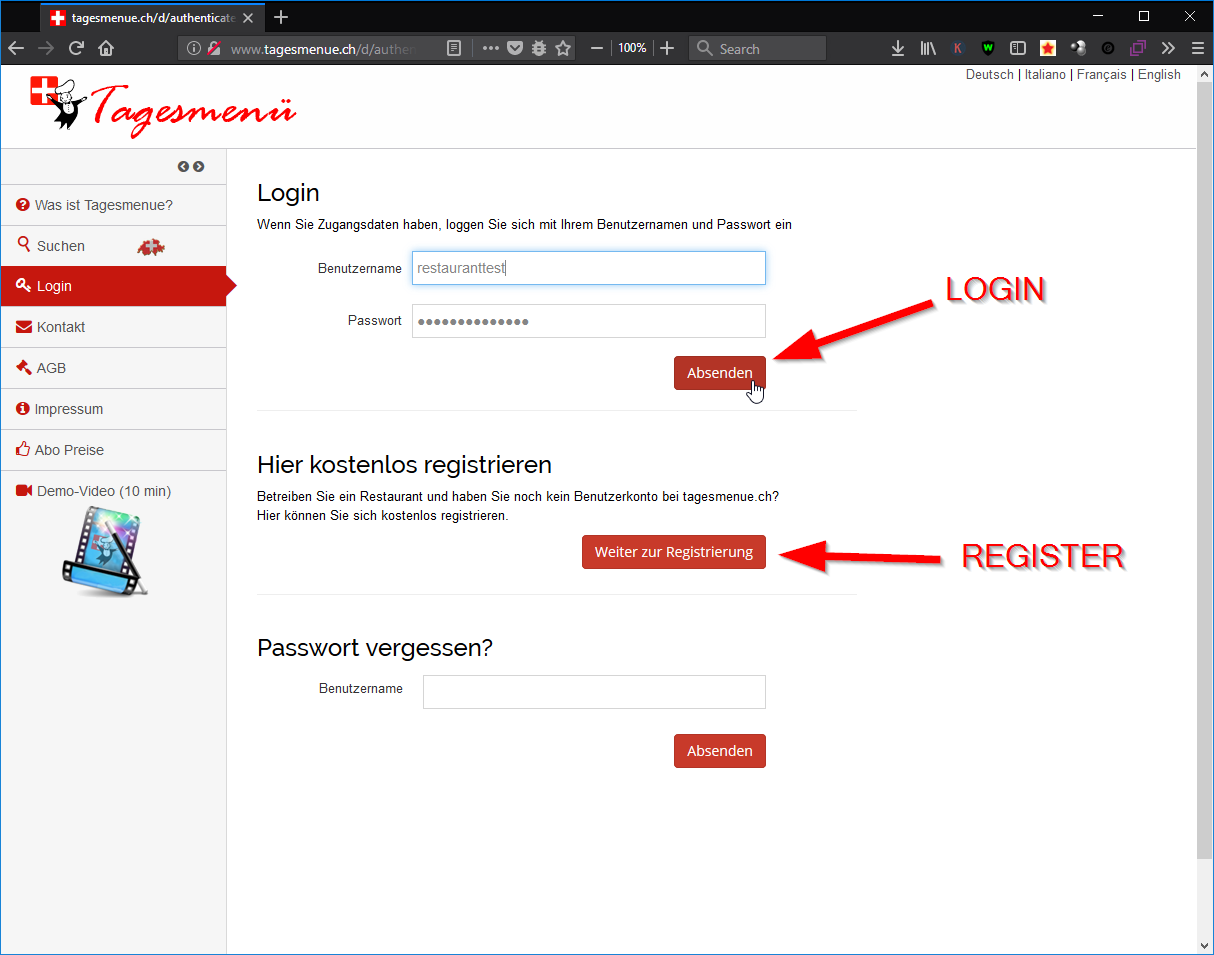 tagesmenue.ch/d/authenticate
www.tagesmenue.ch/d/authen
100%
Search
Deutsch | Italiano | Français | English
Tagesmenü
Was ist Tagesmenue?
Suchen
Login
Kontakt
AGB
Impressum
Abo Preise
Demo-Video (10 min)
Login
Wenn Sie Zugangsdaten haben, loggen Sie sich mit Ihrem Benutzernamen und Passwort ein
Benutzername restauranttest
Passwort ••••••••••••••
Absenden
LOGIN
Hier kostenlos registrieren
Betreiben Sie ein Restaurant und haben Sie noch kein Benutzerkonto bei tagesmenue.ch?
Hier können Sie sich kostenlos registrieren.
Weiter zur Registrierung
REGISTER
Passwort vergessen?
Benutzername
Absenden